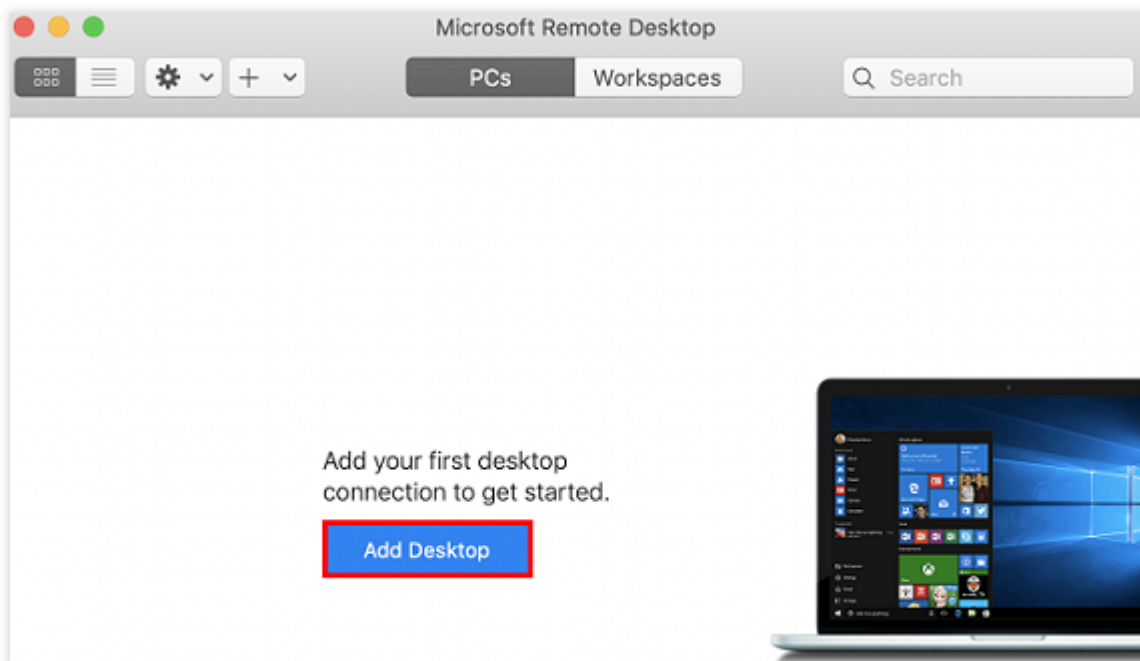 Microsoft Remote Desktop
PCs
Workspaces
Search
Add your first desktop
connection to get started.
Add Desktop